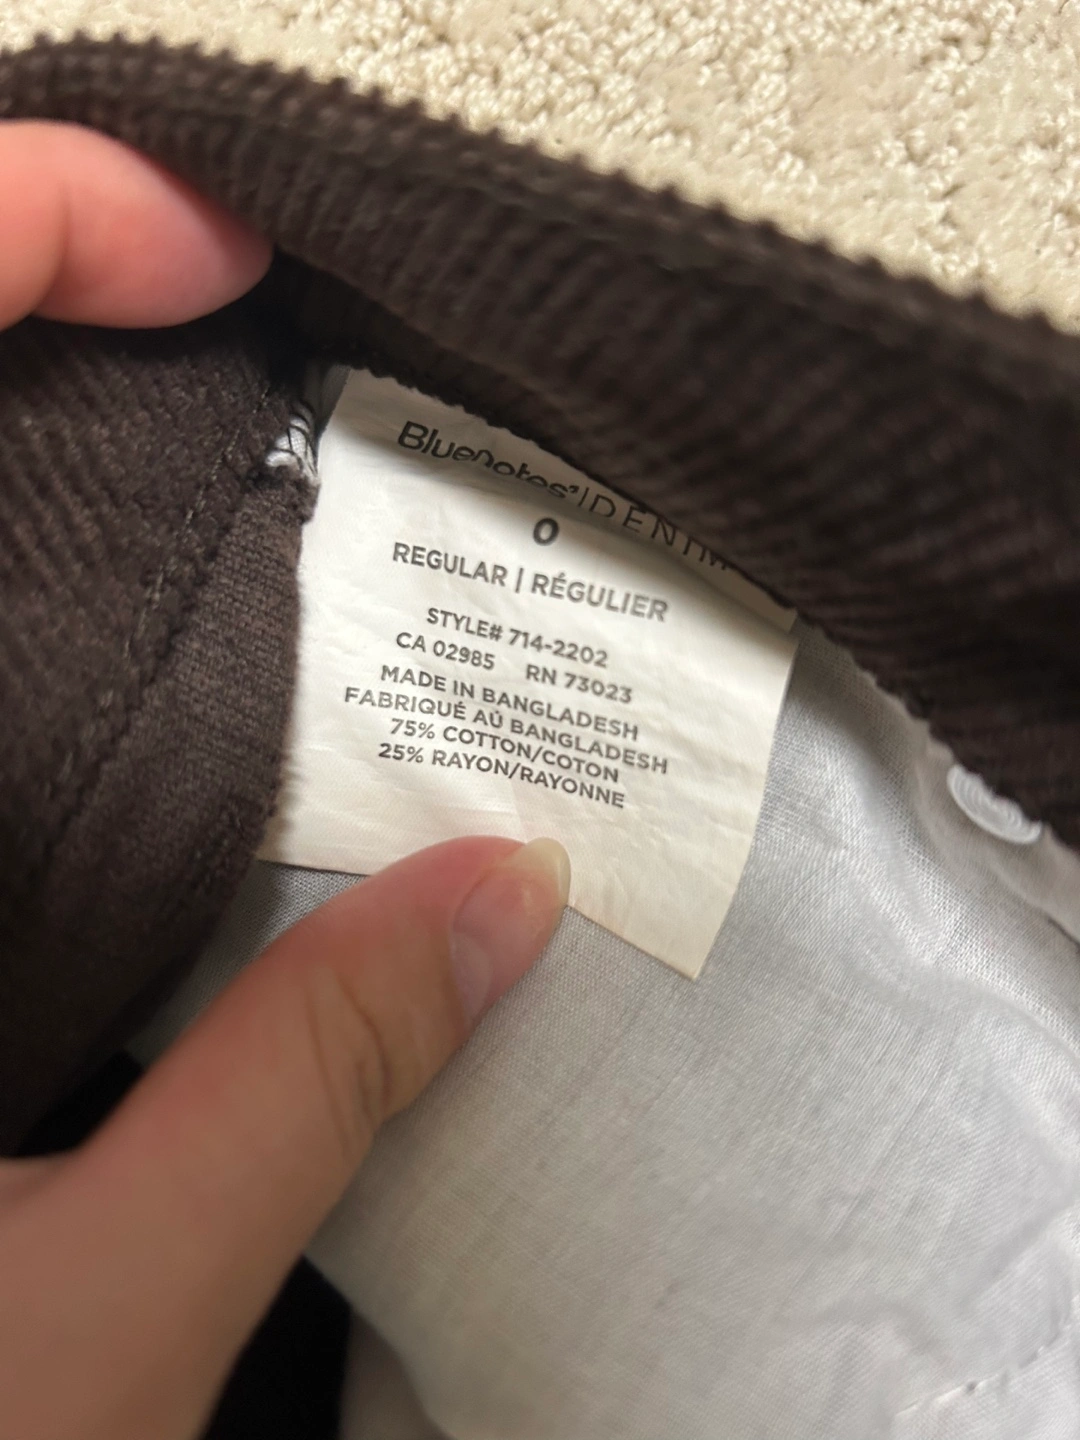 Bluenotes'/DENIM
0
REGULAR | RÉGULIER
STYLE# 714-2202
CA 02985 RN 73023
MADE IN BANGLADESH
FABRIQUÉ AU BANGLADESH
75% COTTON/COTON
25% RAYON/RAYONNE